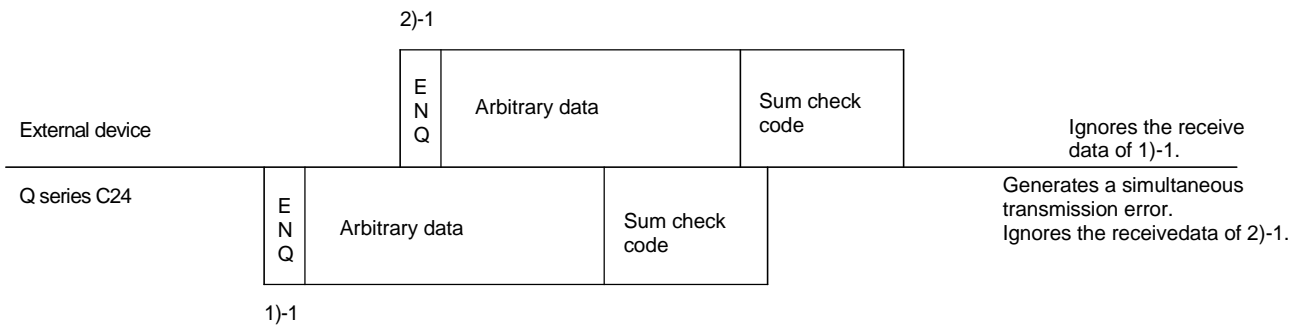 2)-1
E
N
Q
Arbitrary data
Sum check
code
External device
Ignores the receive
data of 1)-1.
Q series C24
E
N
Q
Arbitrary data
Sum check
code
Generates a simultaneous
transmission error.
Ignores the receivedata of 2)-1.
1)-1